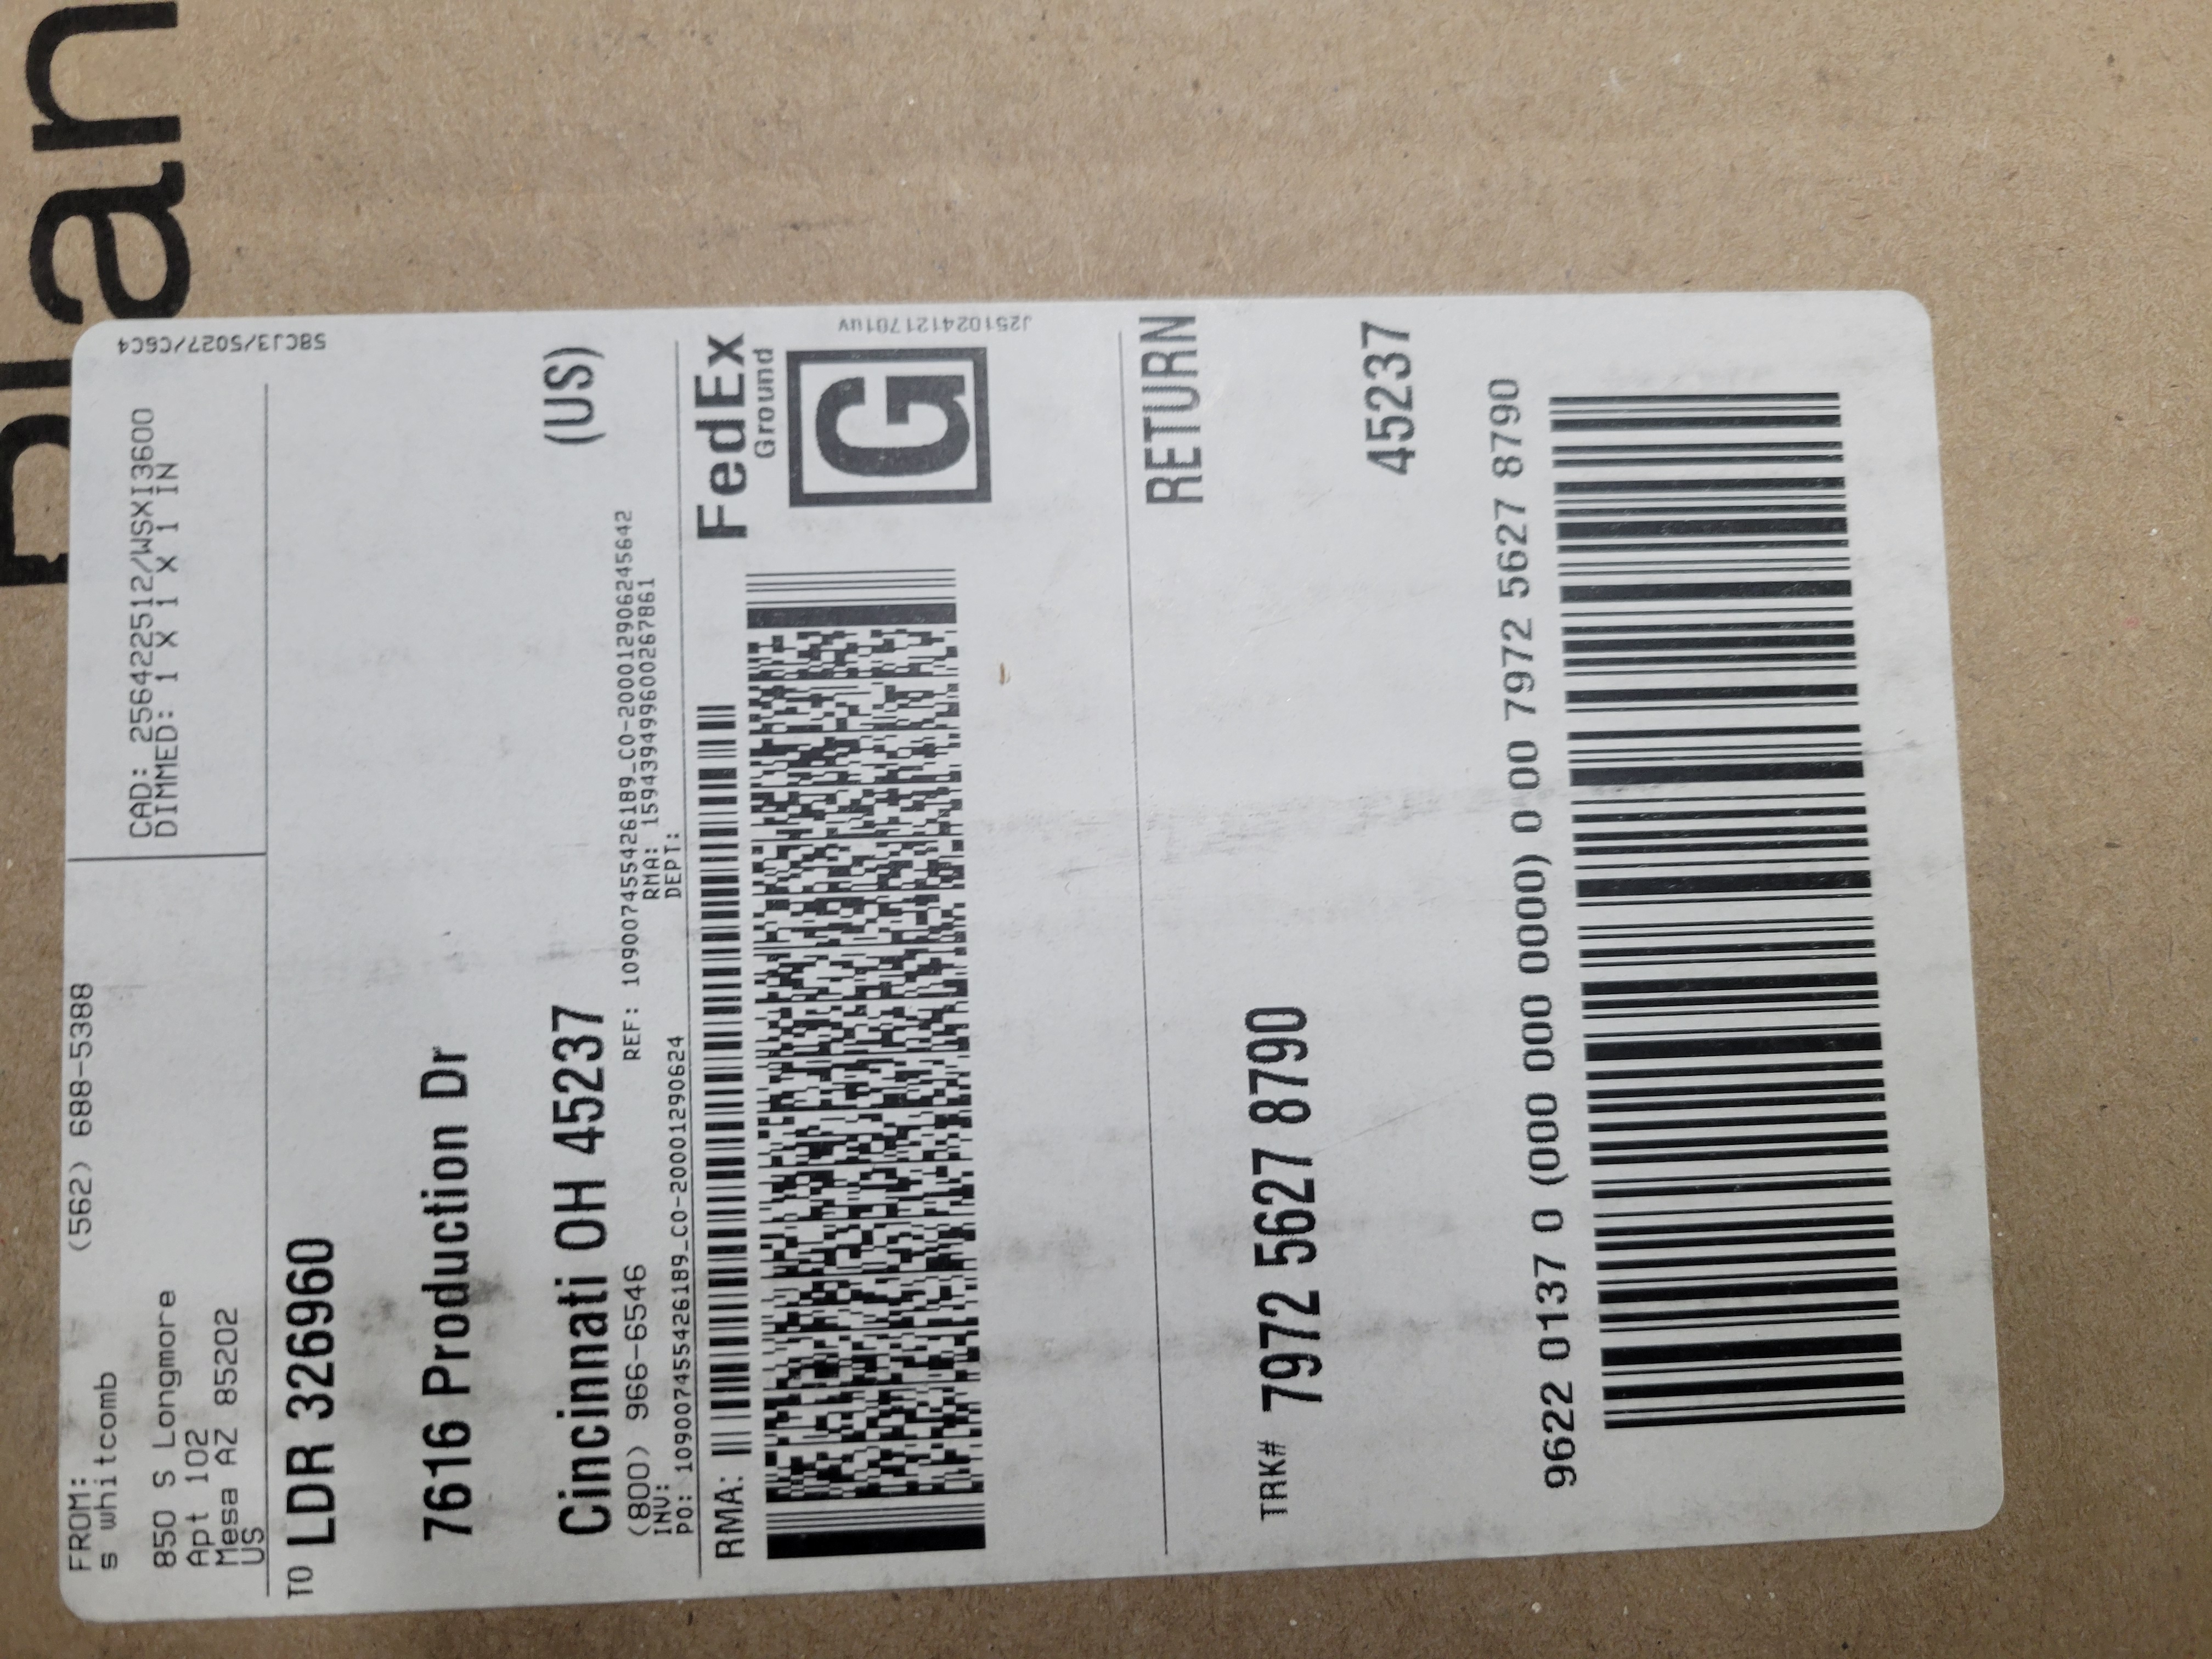 Plan
58CJ3/5027/C6C4
FROM: (562) 688-5388
s whitcomb
850 S Longmore
Apt 102
Mesa AZ 85202
US
CAD: 256422512/WSXI3600
DIMMED: 1 X 1 X 1 IN
TO LDR 326960
7616 Production Dr
Cincinnati OH 45237 (US)
(800) 966-6546 REF: 109007455426189_CO-200012906245642
INV: RMA: 159439499600267861
PO: 109007455426189_CO-20001290624 DEPT:
RMA:
FedEx
Ground
G
J251024121701uv
RETURN
TRK# 7972 5627 8790
45237
9622 0137 0 (000 000 0000) 0 00 7972 5627 8790